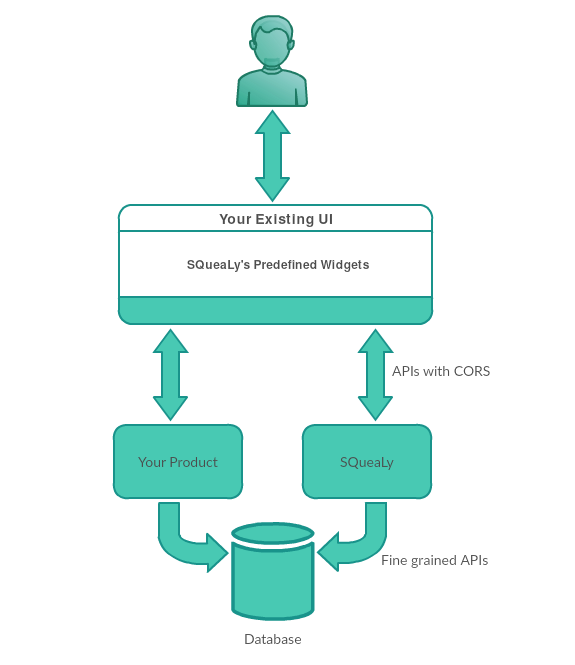 Your Existing UI
SQueaLy's Predefined Widgets
APIs with CORS
Your Product
SQueaLy
Fine grained APIs
Database